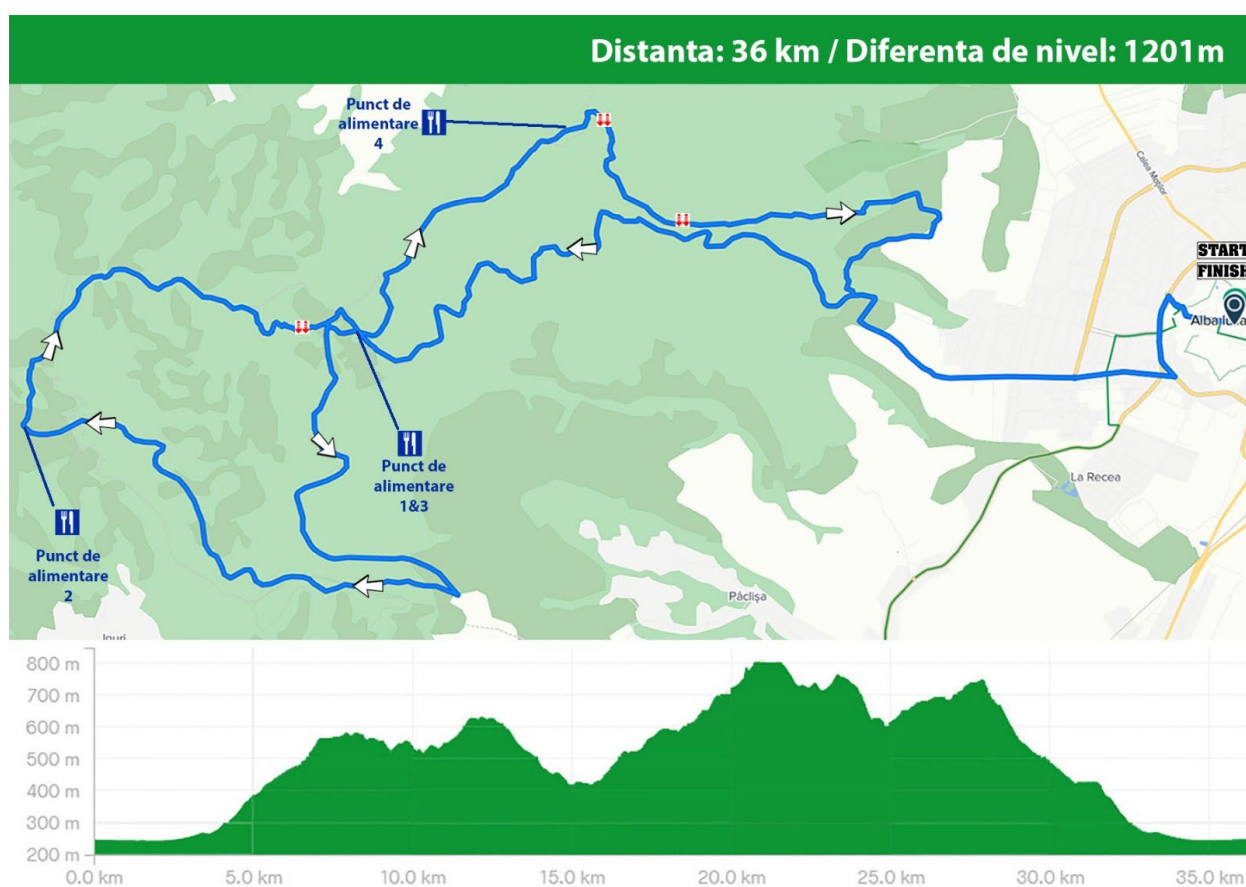 Distanta: 36 km / Diferenta de nivel: 1201m
Punct de
alimentare
4
Calea Moților
START
FINISH
Alba Iulia
Punct de
alimentare
1&3
La Recea
Punct de
alimentare
2
Pâclișa
800 m
700 m
600 m
500 m
400 m
300 m
200 m
0.0 km
5.0 km
10.0 km
15.0 km
20.0 km
25.0 km
30.0 km
35.0 km